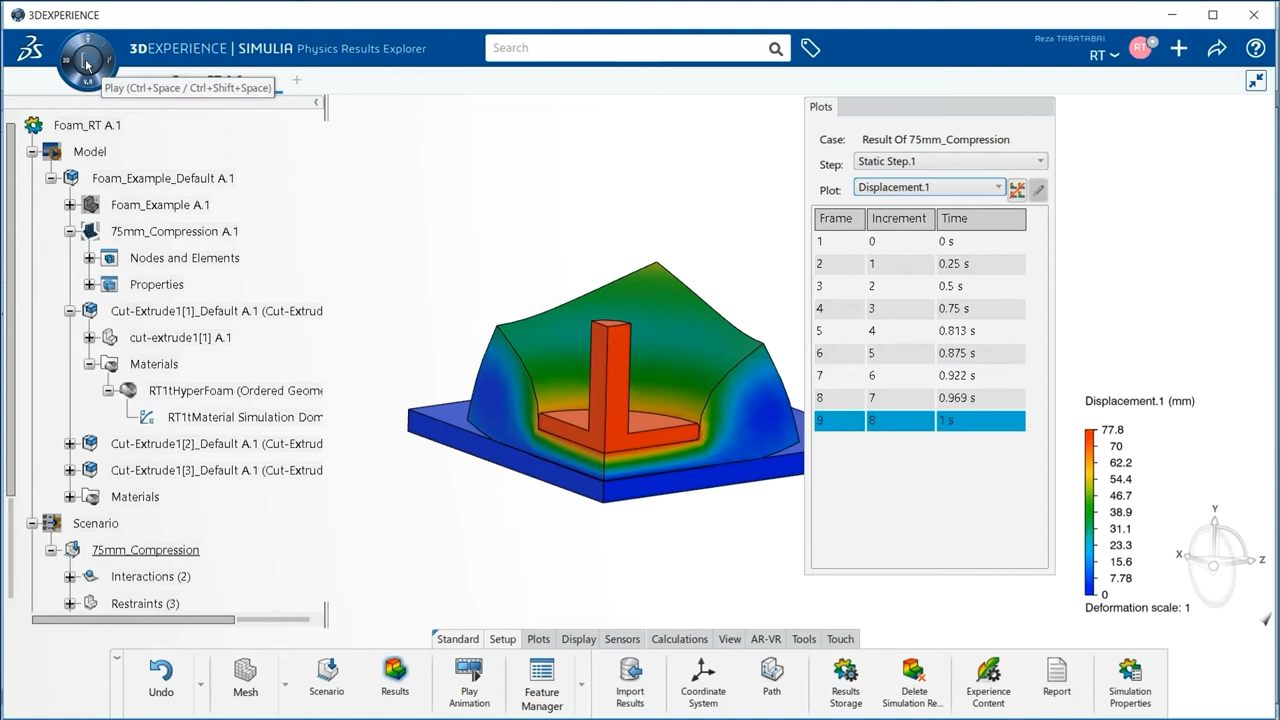 3DEXPERIENCE
3DEXPERIENCE | SIMULIA Physics Results Explorer
Search
Reza TABATABAI
RT
RT
3D
V.R
Play (Ctrl+Space / Ctrl+Shift+Space)
Foam_RT A.1
Model
Foam_Example_Default A.1
Foam_Example A.1
75mm_Compression A.1
Nodes and Elements
Properties
Cut-Extrude1[1]_Default A.1 (Cut-Extrud
cut-extrude1[1] A.1
Materials
RT1tHyperFoam (Ordered Geome
RT1tMaterial Simulation Dom
Cut-Extrude1[2]_Default A.1 (Cut-Extrud
Cut-Extrude1[3]_Default A.1 (Cut-Extrud
Materials
Scenario
75mm_Compression
Interactions (2)
Restraints (3)
Plots
Case: Result Of 75mm_Compression
Step: Static Step.1
Plot: Displacement.1
Frame Increment Time
1 0 0 s
2 1 0.25 s
3 2 0.5 s
4 3 0.75 s
5 4 0.813 s
6 5 0.875 s
7 6 0.922 s
8 7 0.969 s
9 8 1 s
Displacement.1 (mm)
77.8
70
62.2
54.4
46.7
38.9
31.1
23.3
15.6
7.78
0
Deformation scale: 1
Y
X
Z
Standard Setup Plots Display Sensors Calculations View AR-VR Tools Touch
Undo
Mesh
Scenario
Results
Play Animation
Feature Manager
Import Results
Coordinate System
Path
Results Storage
Delete Simulation Re...
Experience Content
Report
Simulation Properties